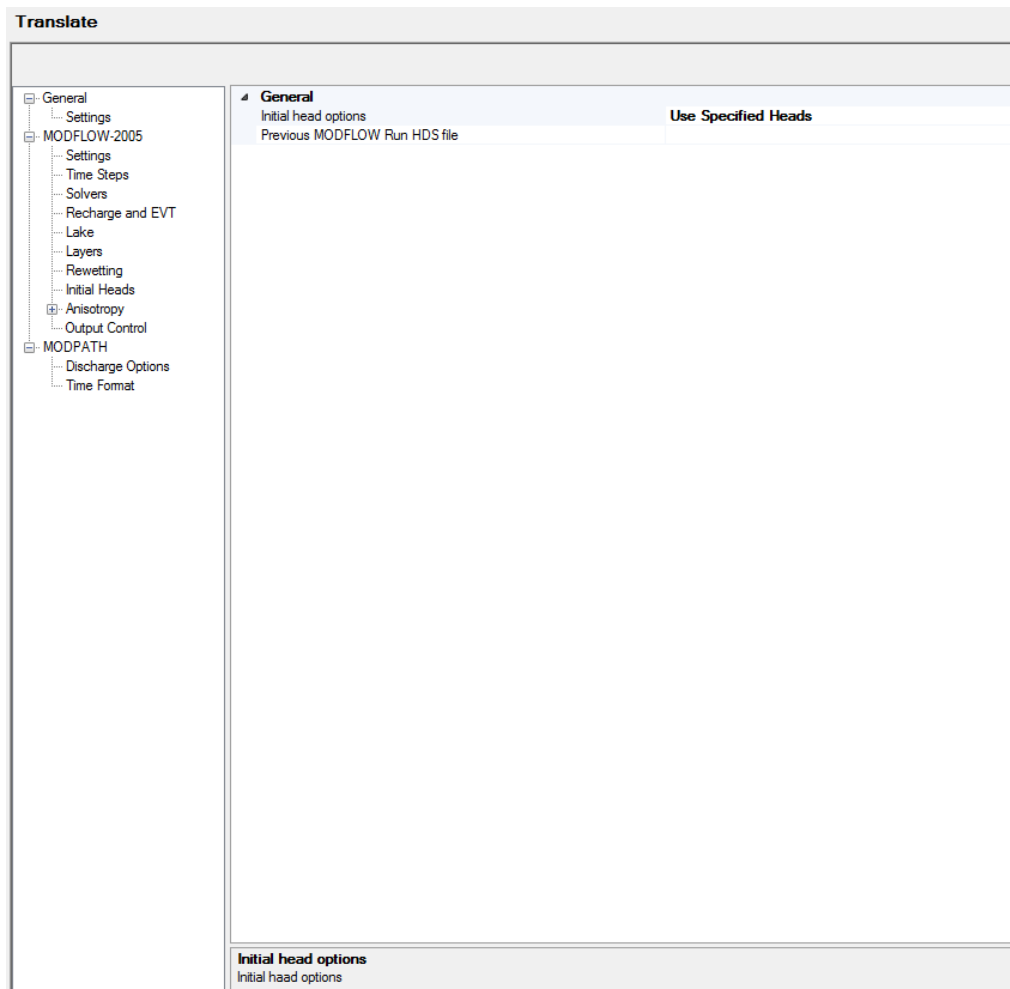 Translate
General
Settings
MODFLOW-2005
Settings
Time Steps
Solvers
Recharge and EVT
Lake
Layers
Rewetting
Initial Heads
Anisotropy
Output Control
MODPATH
Discharge Options
Time Format
General
Initial head options Use Specified Heads
Previous MODFLOW Run HDS file
Initial head options
Initial haad options